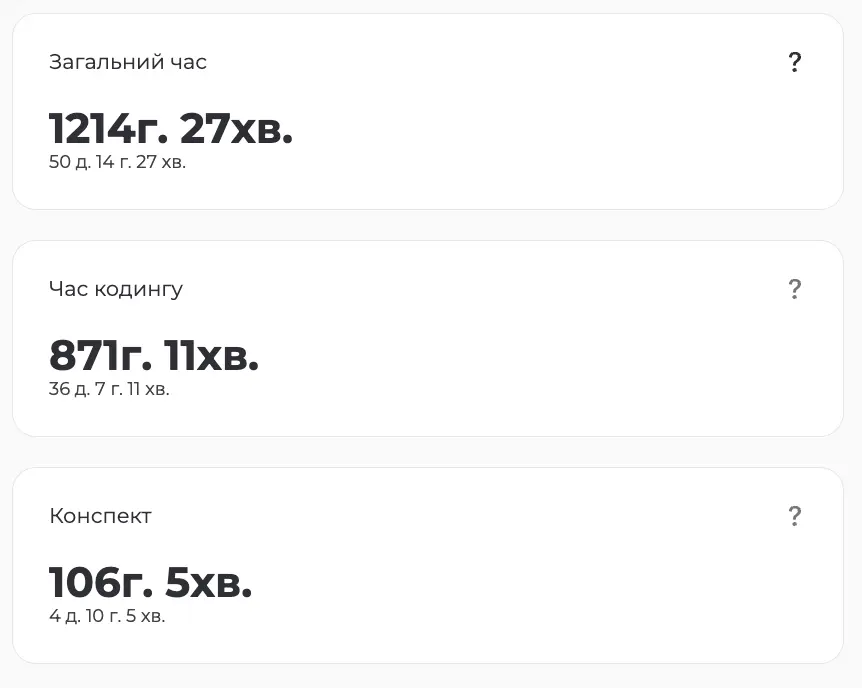 Загальний час ?
1214г. 27хв.
50 д. 14 г. 27 хв.
Час кодингу ?
871г. 11хв.
36 д. 7 г. 11 хв.
Конспект ?
106г. 5хв.
4 д. 10 г. 5 хв.